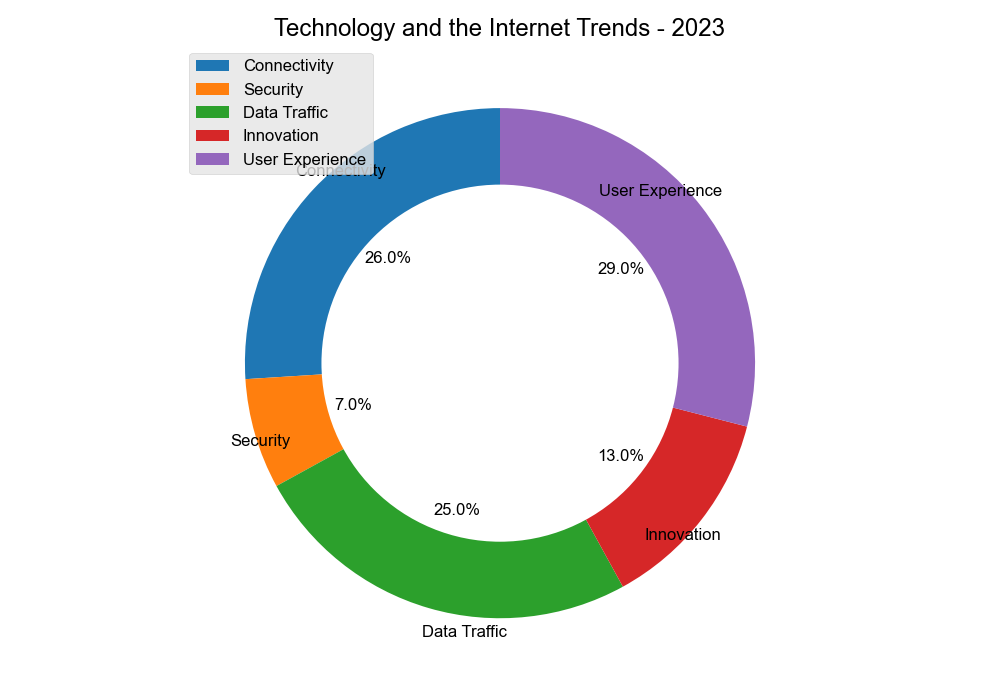 Technology and the Internet Trends - 2023
Connectivity
Security
Data Traffic
Innovation
User Experience
Connectivity
User Experience
26.0%
29.0%
7.0%
Security
13.0%
25.0%
Innovation
Data Traffic